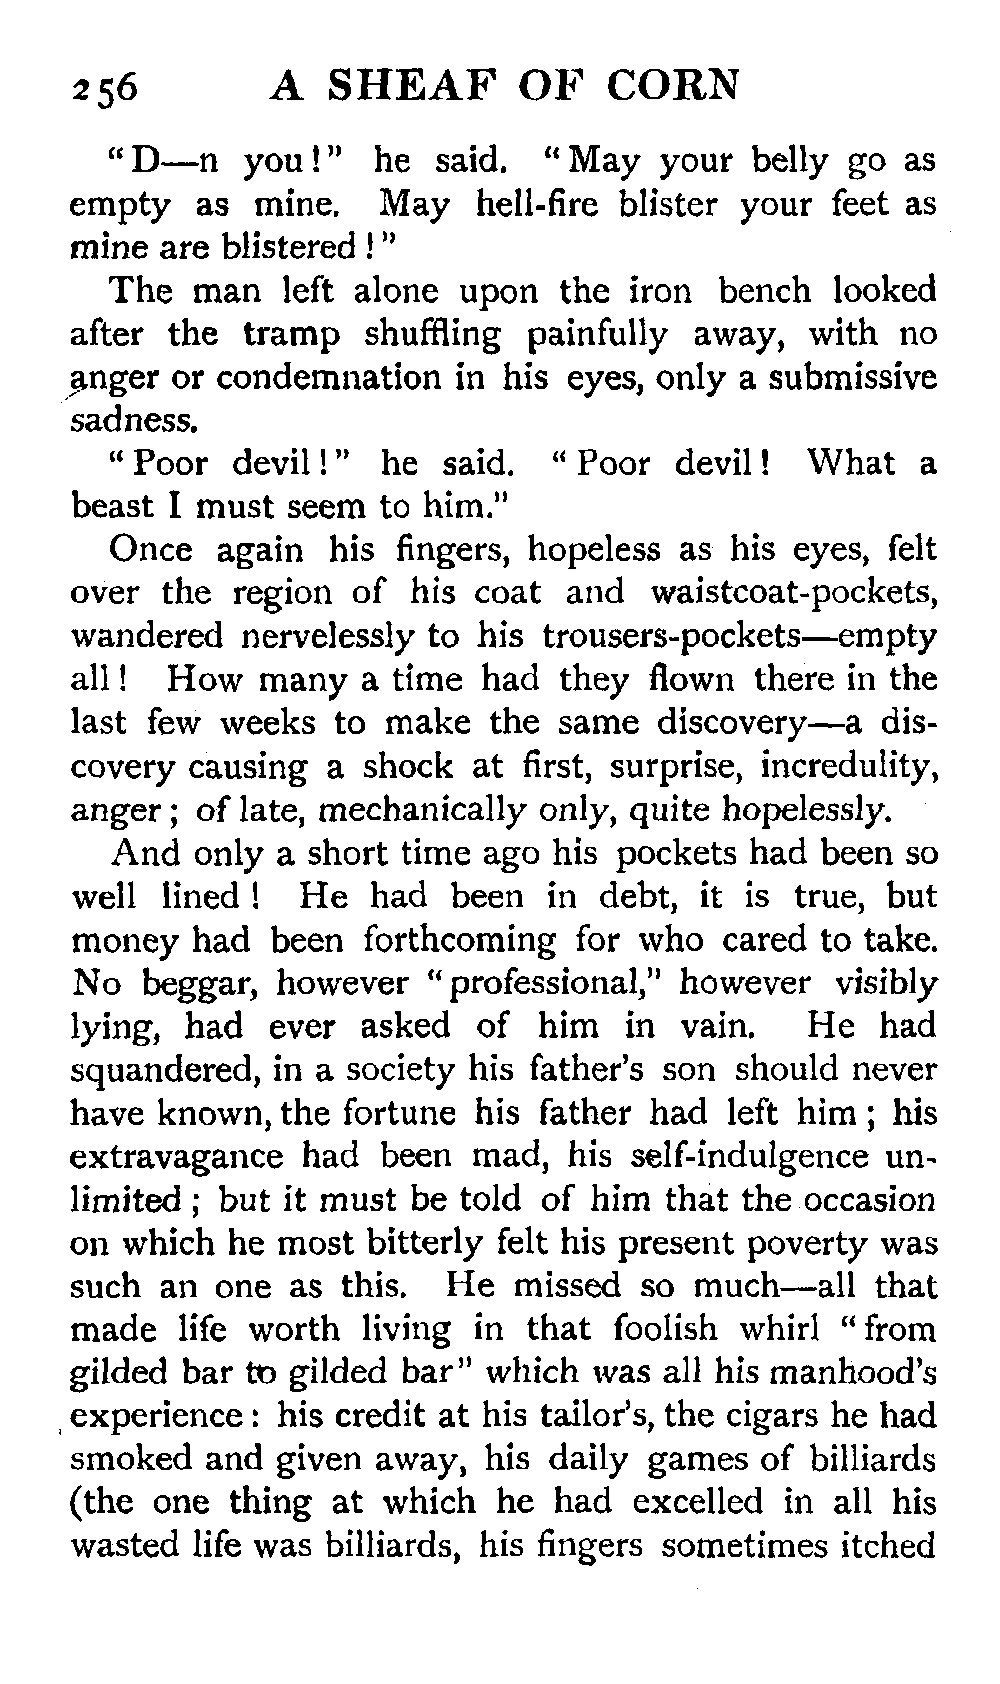 256 A SHEAF OF CORN
"D—n you!" he said. "May your belly go as
empty as mine. May hell-fire blister your feet as
mine are blistered!"
The man left alone upon the iron bench looked
after the tramp shuffling painfully away, with no
anger or condemnation in his eyes, only a submissive
sadness.
"Poor devil!" he said. "Poor devil! What a
beast I must seem to him."
Once again his fingers, hopeless as his eyes, felt
over the region of his coat and waistcoat-pockets,
wandered nervelessly to his trousers-pockets—empty
all! How many a time had they flown there in the
last few weeks to make the same discovery—a dis-
covery causing a shock at first, surprise, incredulity,
anger; of late, mechanically only, quite hopelessly.
And only a short time ago his pockets had been so
well lined! He had been in debt, it is true, but
money had been forthcoming for who cared to take.
No beggar, however "professional," however visibly
lying, had ever asked of him in vain. He had
squandered, in a society his father's son should never
have known, the fortune his father had left him; his
extravagance had been mad, his self-indulgence un-
limited; but it must be told of him that the occasion
on which he most bitterly felt his present poverty was
such an one as this. He missed so much—all that
made life worth living in that foolish whirl "from
gilded bar to gilded bar" which was all his manhood's
experience: his credit at his tailor's, the cigars he had
smoked and given away, his daily games of billiards
(the one thing at which he had excelled in all his
wasted life was billiards, his fingers sometimes itched